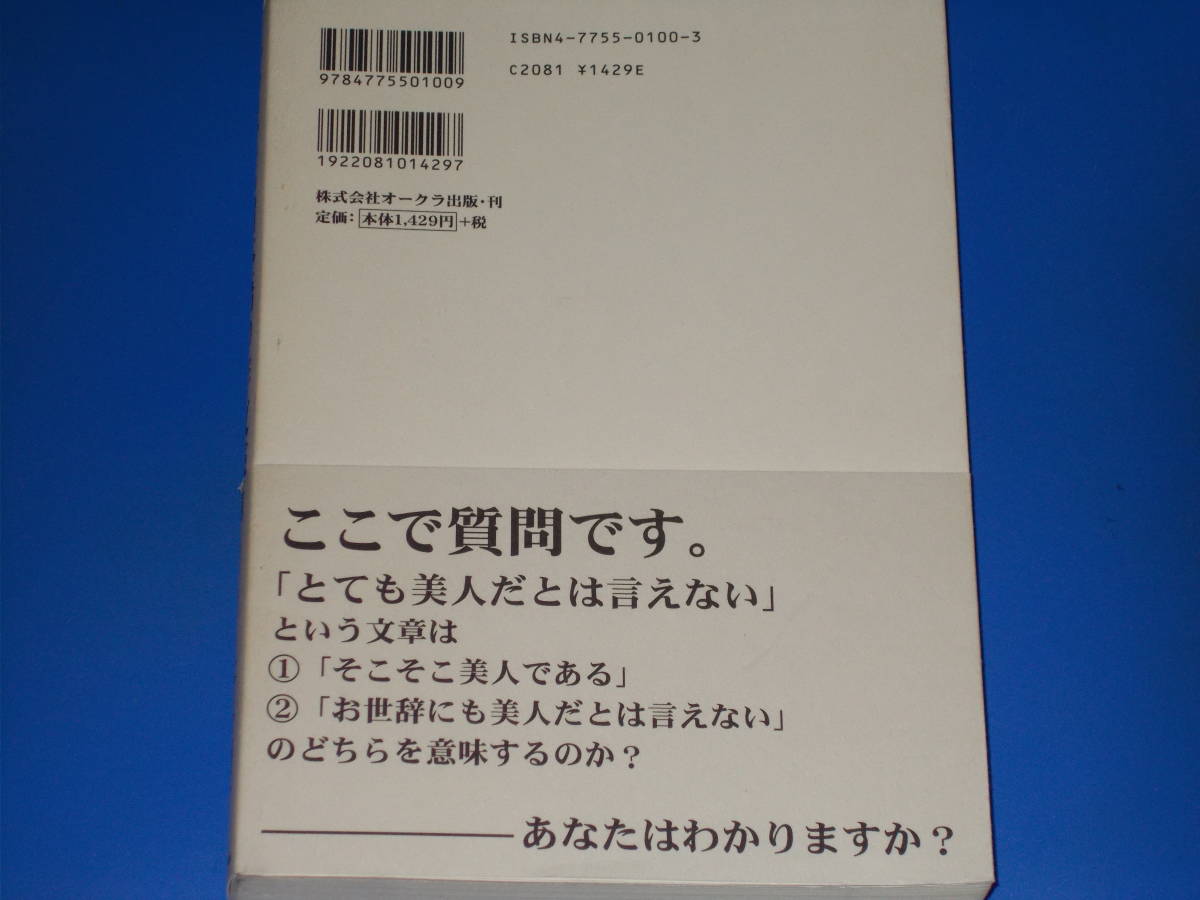 ISBN4-7755-0100-3
9784775501009
C2081 ¥1429E
1922081014297
株式会社オークラ出版・刊
定価：本体1,429円+税
ここで質問です。
「とても美人だとは言えない」
という文章は
①「そこそこ美人である」
②「お世辞にも美人だとは言えない」
のどちらを意味するのか？
―――――あなたはわかりますか？